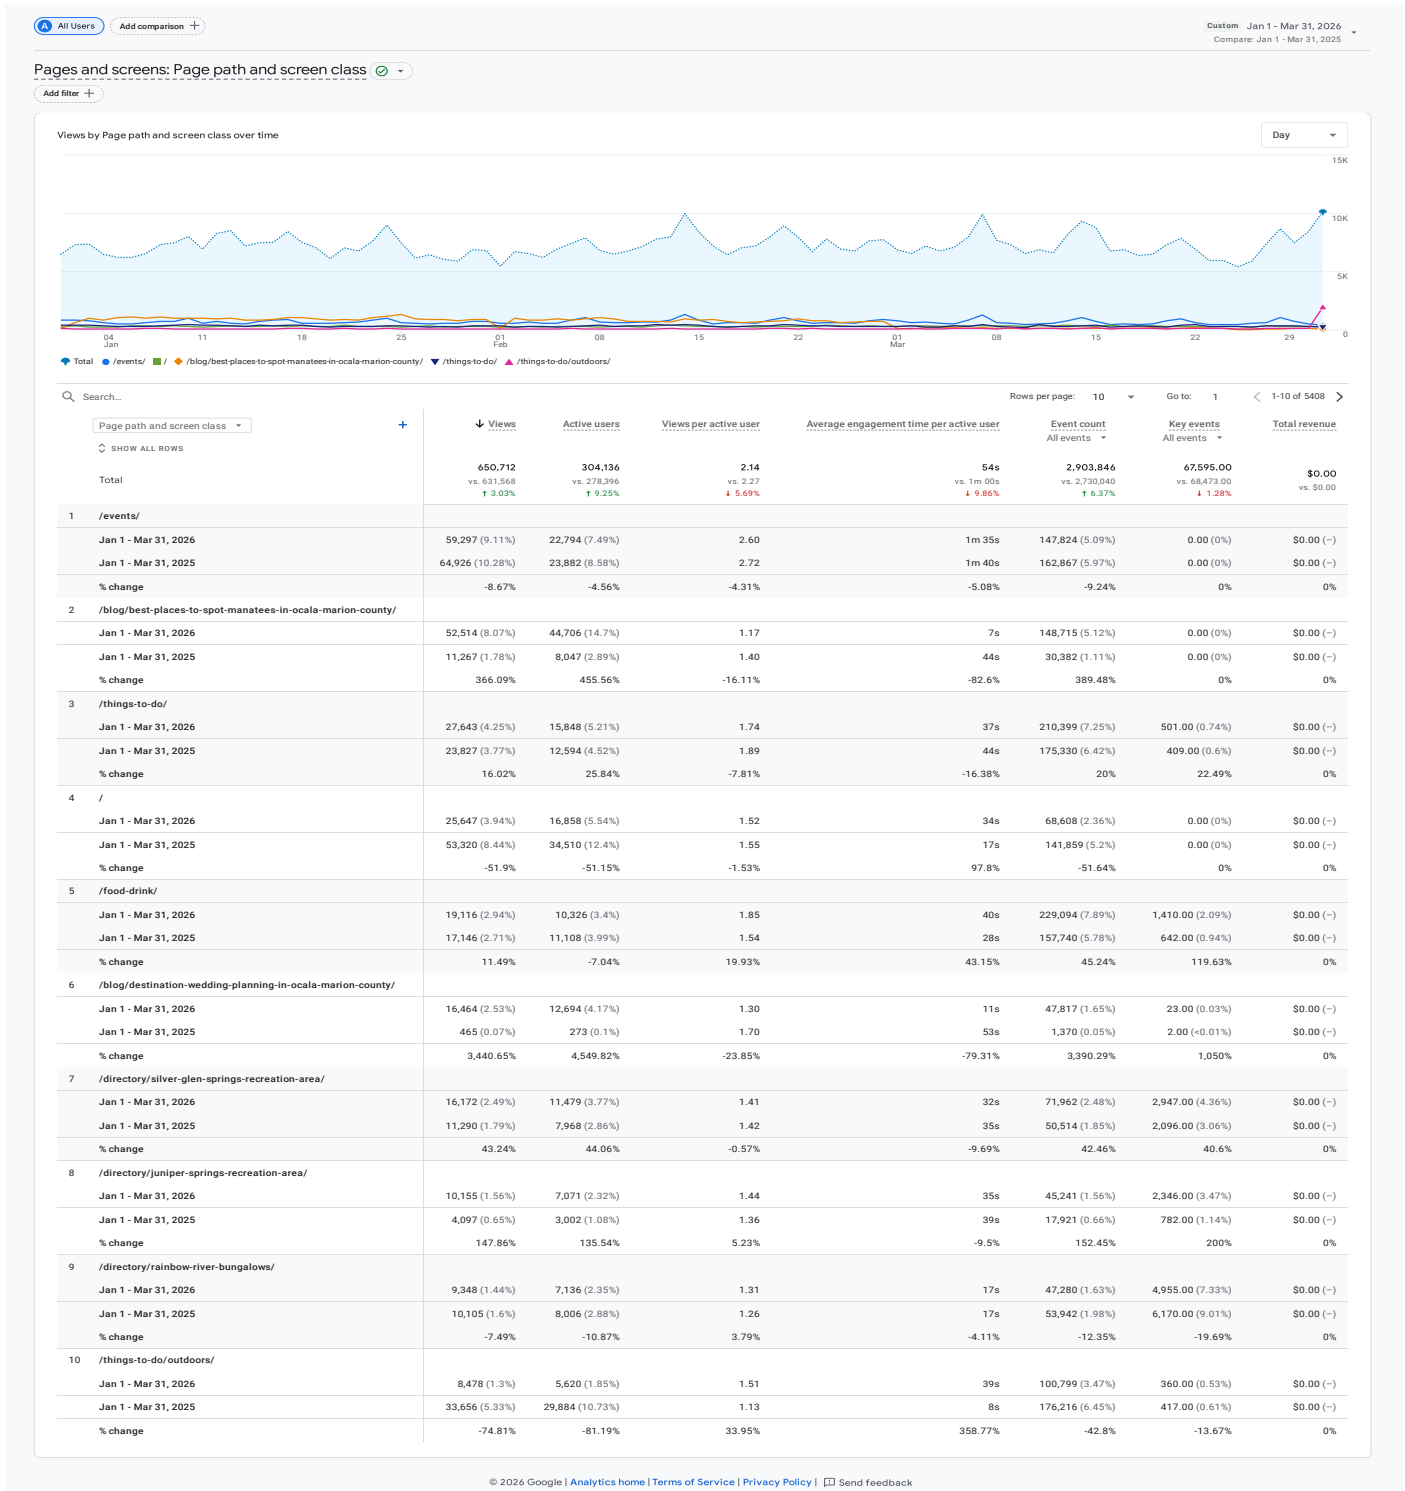 A All Users Add comparison + Custom Jan 1 - Mar 31, 2026
Compare: Jan 1 - Mar 31, 2025
Pages and screens: Page path and screen class
Add filter +
Views by Page path and screen class over time Day
15K
10K
5K
0
04 11 18 25 01 08 15 22 01 08 15 22 29
Jan Feb Mar
Total /events/ / /blog/best-places-to-spot-manatees-in-ocala-marion-county/ /things-to-do/ /things-to-do/outdoors/
Search... Rows per page: 10 Go to: 1 1-10 of 5408
Page path and screen class + Views Active users Views per active user Average engagement time per active user Event count Key events Total revenue
All events All events
SHOW ALL ROWS
Total 650,712 304,136 2.14 54s 2,903,846 67,595.00 $0.00
vs. 631,568 vs. 278,396 vs. 2.27 vs. 1m 00s vs. 2,730,040 vs. 68,473.00 vs. $0.00
↑ 3.03% ↑ 9.25% ↓ 5.69% ↓ 9.86% ↑ 6.37% ↓ 1.28%
1 /events/
Jan 1 - Mar 31, 2026 59,297 (9.11%) 22,794 (7.49%) 2.60 1m 35s 147,824 (5.09%) 0.00 (0%) $0.00 (–)
Jan 1 - Mar 31, 2025 64,926 (10.28%) 23,882 (8.58%) 2.72 1m 40s 162,867 (5.97%) 0.00 (0%) $0.00 (–)
% change -8.67% -4.56% -4.31% -5.08% -9.24% 0% 0%
2 /blog/best-places-to-spot-manatees-in-ocala-marion-county/
Jan 1 - Mar 31, 2026 52,514 (8.07%) 44,706 (14.7%) 1.17 7s 148,715 (5.12%) 0.00 (0%) $0.00 (–)
Jan 1 - Mar 31, 2025 11,267 (1.78%) 8,047 (2.89%) 1.40 44s 30,382 (1.11%) 0.00 (0%) $0.00 (–)
% change 366.09% 455.56% -16.11% -82.6% 389.48% 0% 0%
3 /things-to-do/
Jan 1 - Mar 31, 2026 27,643 (4.25%) 15,848 (5.21%) 1.74 37s 210,399 (7.25%) 501.00 (0.74%) $0.00 (–)
Jan 1 - Mar 31, 2025 23,827 (3.77%) 12,594 (4.52%) 1.89 44s 175,330 (6.42%) 409.00 (0.6%) $0.00 (–)
% change 16.02% 25.84% -7.81% -16.38% 20% 22.49% 0%
4 /
Jan 1 - Mar 31, 2026 25,647 (3.94%) 16,858 (5.54%) 1.52 34s 68,608 (2.36%) 0.00 (0%) $0.00 (–)
Jan 1 - Mar 31, 2025 53,320 (8.44%) 34,510 (12.4%) 1.55 17s 141,859 (5.2%) 0.00 (0%) $0.00 (–)
% change -51.9% -51.15% -1.53% 97.8% -51.64% 0% 0%
5 /food-drink/
Jan 1 - Mar 31, 2026 19,116 (2.94%) 10,326 (3.4%) 1.85 40s 229,094 (7.89%) 1,410.00 (2.09%) $0.00 (–)
Jan 1 - Mar 31, 2025 17,146 (2.71%) 11,108 (3.99%) 1.54 28s 157,740 (5.78%) 642.00 (0.94%) $0.00 (–)
% change 11.49% -7.04% 19.93% 43.15% 45.24% 119.63% 0%
6 /blog/destination-wedding-planning-in-ocala-marion-county/
Jan 1 - Mar 31, 2026 16,464 (2.53%) 12,694 (4.17%) 1.30 11s 47,817 (1.65%) 23.00 (0.03%) $0.00 (–)
Jan 1 - Mar 31, 2025 465 (0.07%) 273 (0.1%) 1.70 53s 1,370 (0.05%) 2.00 (<0.01%) $0.00 (–)
% change 3,440.65% 4,549.82% -23.85% -79.31% 3,390.29% 1,050% 0%
7 /directory/silver-glen-springs-recreation-area/
Jan 1 - Mar 31, 2026 16,172 (2.49%) 11,479 (3.77%) 1.41 32s 71,962 (2.48%) 2,947.00 (4.36%) $0.00 (–)
Jan 1 - Mar 31, 2025 11,290 (1.79%) 7,968 (2.86%) 1.42 35s 50,514 (1.85%) 2,096.00 (3.06%) $0.00 (–)
% change 43.24% 44.06% -0.57% -9.69% 42.46% 40.6% 0%
8 /directory/juniper-springs-recreation-area/
Jan 1 - Mar 31, 2026 10,155 (1.56%) 7,071 (2.32%) 1.44 35s 45,241 (1.56%) 2,346.00 (3.47%) $0.00 (–)
Jan 1 - Mar 31, 2025 4,097 (0.65%) 3,002 (1.08%) 1.36 39s 17,921 (0.66%) 782.00 (1.14%) $0.00 (–)
% change 147.86% 135.54% 5.23% -9.5% 152.45% 200% 0%
9 /directory/rainbow-river-bungalows/
Jan 1 - Mar 31, 2026 9,348 (1.44%) 7,136 (2.35%) 1.31 17s 47,280 (1.63%) 4,955.00 (7.33%) $0.00 (–)
Jan 1 - Mar 31, 2025 10,105 (1.6%) 8,006 (2.88%) 1.26 17s 53,942 (1.98%) 6,170.00 (9.01%) $0.00 (–)
% change -7.49% -10.87% 3.79% -4.11% -12.35% -19.69% 0%
10 /things-to-do/outdoors/
Jan 1 - Mar 31, 2026 8,478 (1.3%) 5,620 (1.85%) 1.51 39s 100,799 (3.47%) 360.00 (0.53%) $0.00 (–)
Jan 1 - Mar 31, 2025 33,656 (5.33%) 29,884 (10.73%) 1.13 8s 176,216 (6.45%) 417.00 (0.61%) $0.00 (–)
% change -74.81% -81.19% 33.95% 358.77% -42.8% -13.67% 0%
© 2026 Google | Analytics home | Terms of Service | Privacy Policy | Send feedback